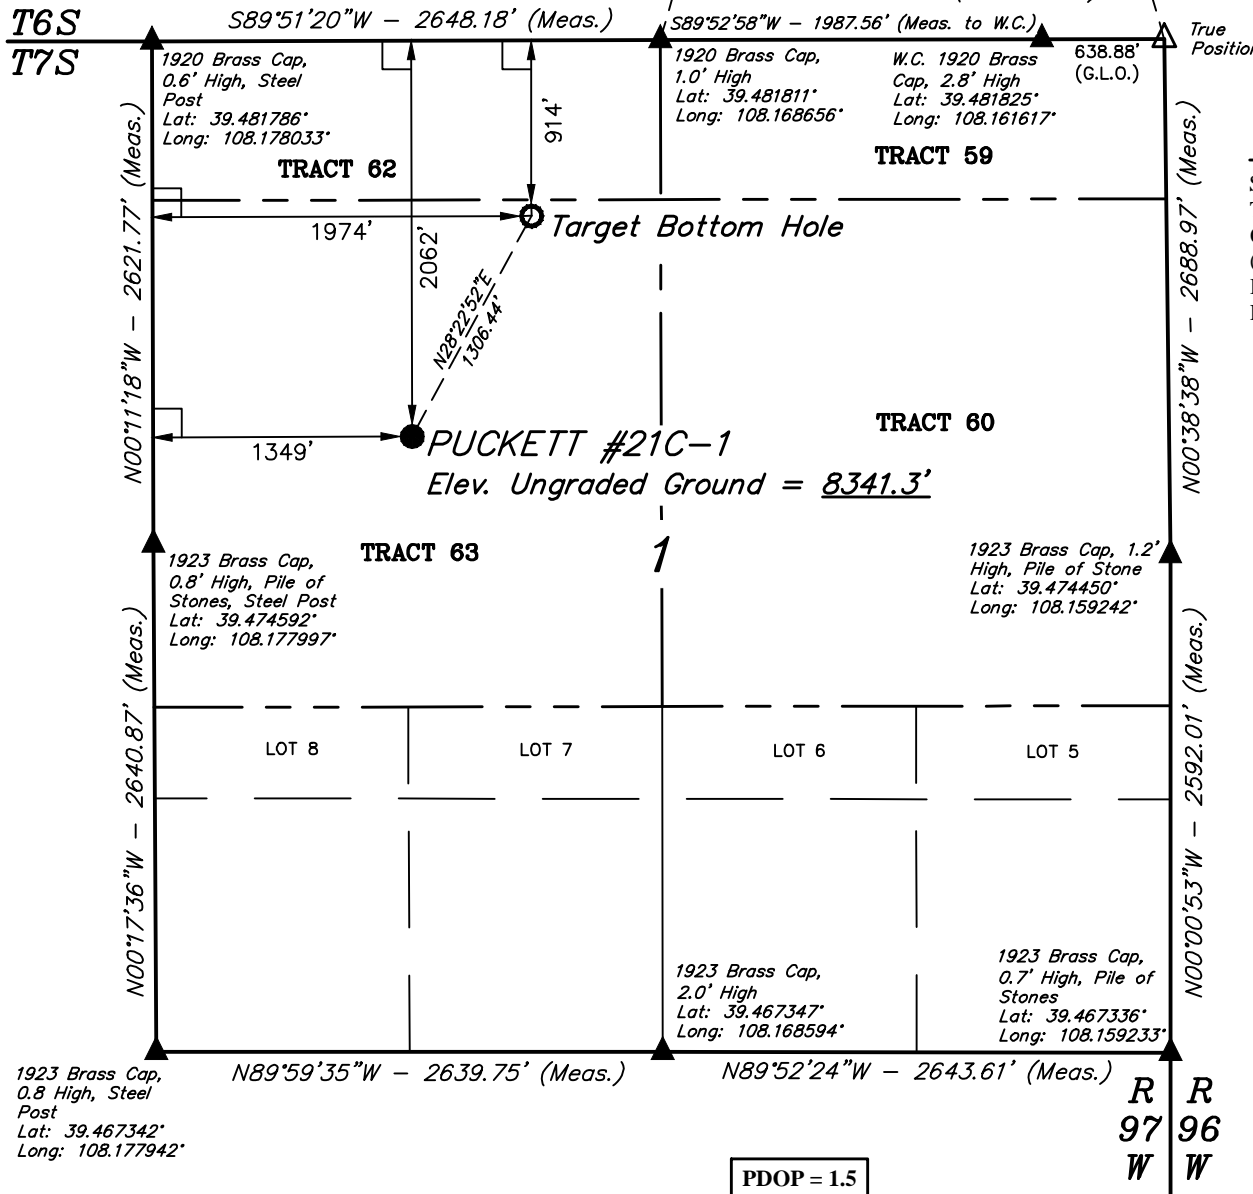 T6S
T7S
S89°51'20"W - 2648.18' (Meas.)
S89°52'58"W - 1987.56' (Meas. to W.C.)
True
Position
638.88'
(G.L.O.)
1920 Brass Cap,
0.6' High, Steel
Post
Lat: 39.481786°
Long: 108.178033°
1920 Brass Cap,
1.0' High
Lat: 39.481811°
Long: 108.168656°
W.C. 1920 Brass
Cap, 2.8' High
Lat: 39.481825°
Long: 108.161617°
TRACT 62
TRACT 59
914'
1974'
2062'
Target Bottom Hole
N28°22'52"E
1306.44'
N00°11'18"W - 2621.77' (Meas.)
N00°38'38"W - 2688.97' (Meas.)
TRACT 60
1349'
PUCKETT #21C-1
Elev. Ungraded Ground = 8341.3'
TRACT 63
1
1923 Brass Cap,
0.8' High, Pile of
Stones, Steel Post
Lat: 39.474592°
Long: 108.177997°
1923 Brass Cap, 1.2'
High, Pile of Stone
Lat: 39.474450°
Long: 108.159242°
N00°17'36"W - 2640.87' (Meas.)
N00°00'53"W - 2592.01' (Meas.)
LOT 8
LOT 7
LOT 6
LOT 5
1923 Brass Cap,
2.0' High
Lat: 39.467347°
Long: 108.168594°
1923 Brass Cap,
0.7' High, Pile of
Stones
Lat: 39.467336°
Long: 108.159233°
N89°59'35"W - 2639.75' (Meas.)
N89°52'24"W - 2643.61' (Meas.)
1923 Brass Cap,
0.8 High, Steel
Post
Lat: 39.467342°
Long: 108.177942°
R R
97 96
W W
PDOP = 1.5